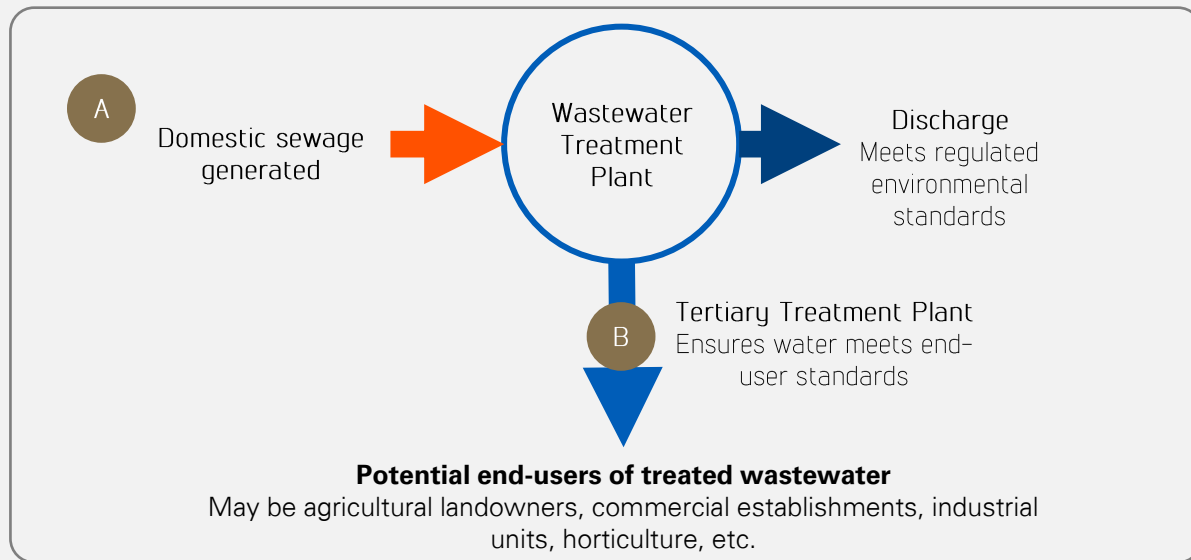 A
Domestic sewage
generated
Wastewater
Treatment
Plant
Discharge
Meets regulated
environmental
standards
B
Tertiary Treatment Plant
Ensures water meets end-
user standards
Potential end-users of treated wastewater
May be agricultural landowners, commercial establishments, industrial
units, horticulture, etc.